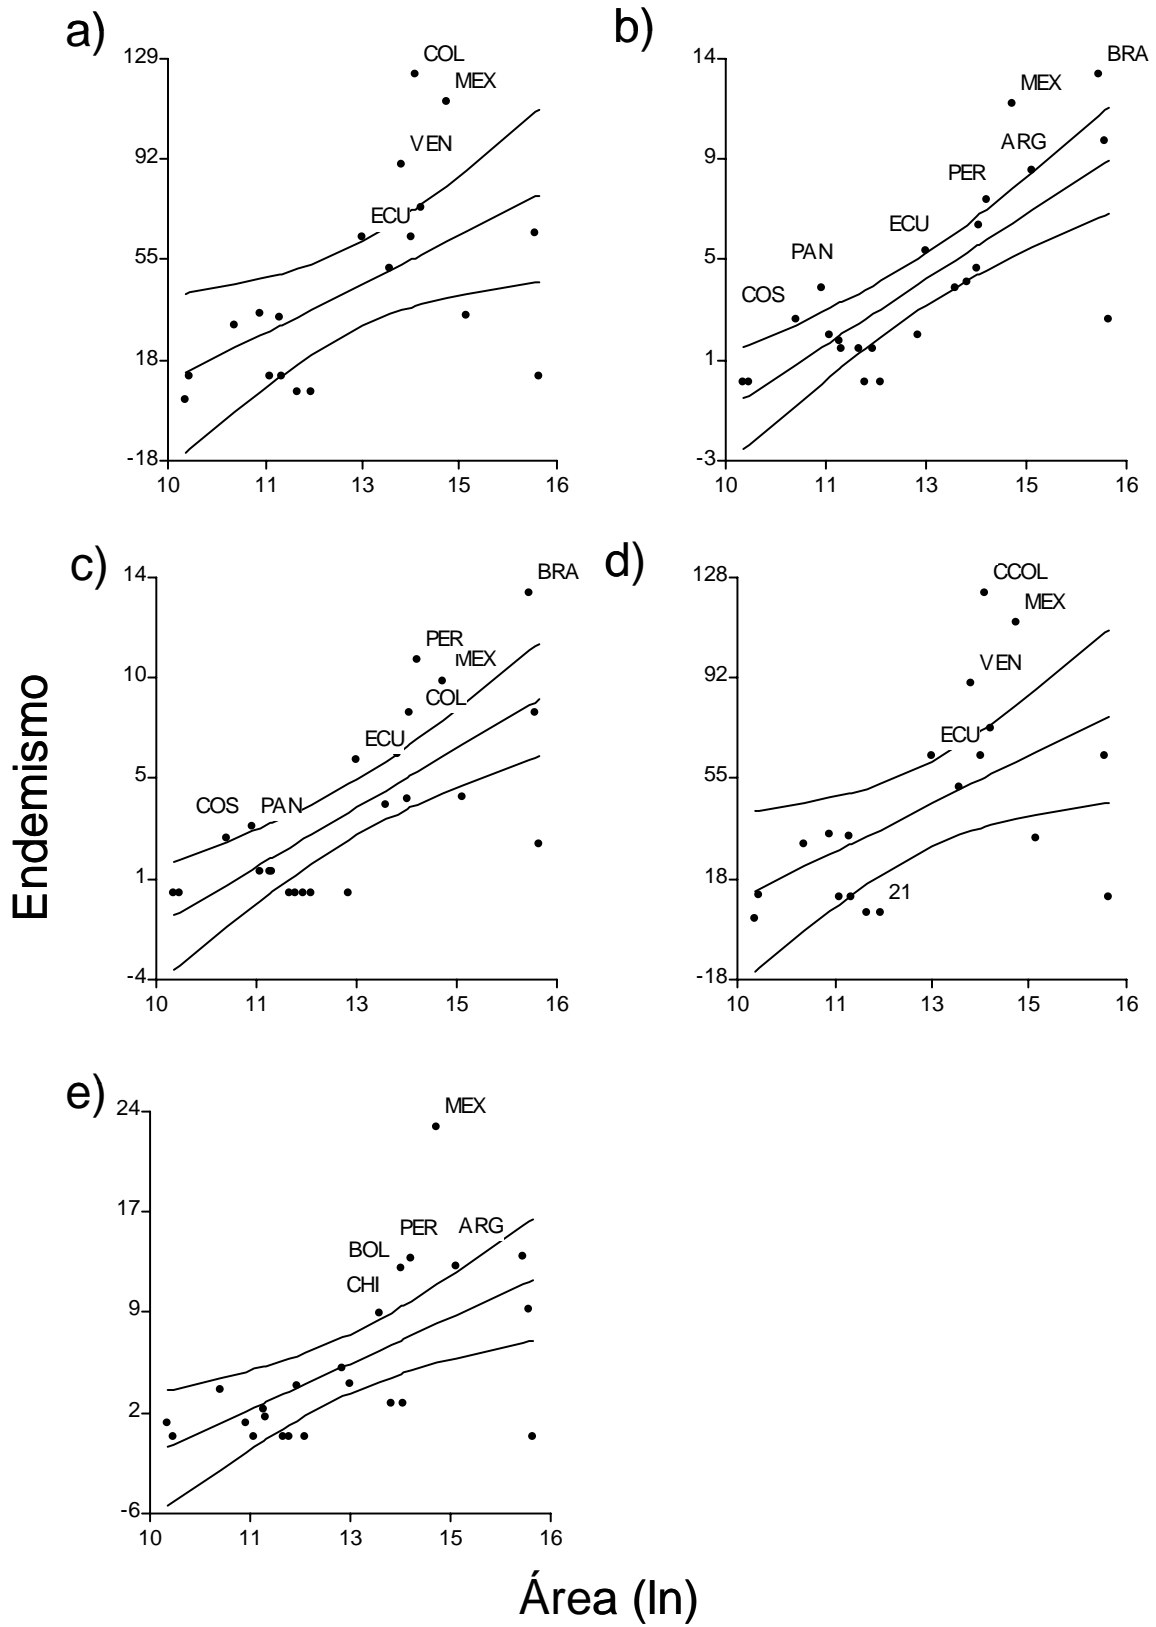 a)
129
92
55
18
-18
10 11 13 15 16
COL
MEX
VEN
ECU
b)
14
9
5
1
-3
10 11 13 15 16
BRA
MEX
ARG
PER
ECU
PAN
COS
c)
14
10
5
1
-4
10 11 13 15 16
BRA
PER
MEX
COL
ECU
COS PAN
d)
128
92
55
18
-18
10 11 13 15 16
CCOL
MEX
VEN
ECU
21
e)
24
17
9
2
-6
10 11 13 15 16
MEX
PER ARG
BOL
CHI
Endemismo
Área (ln)